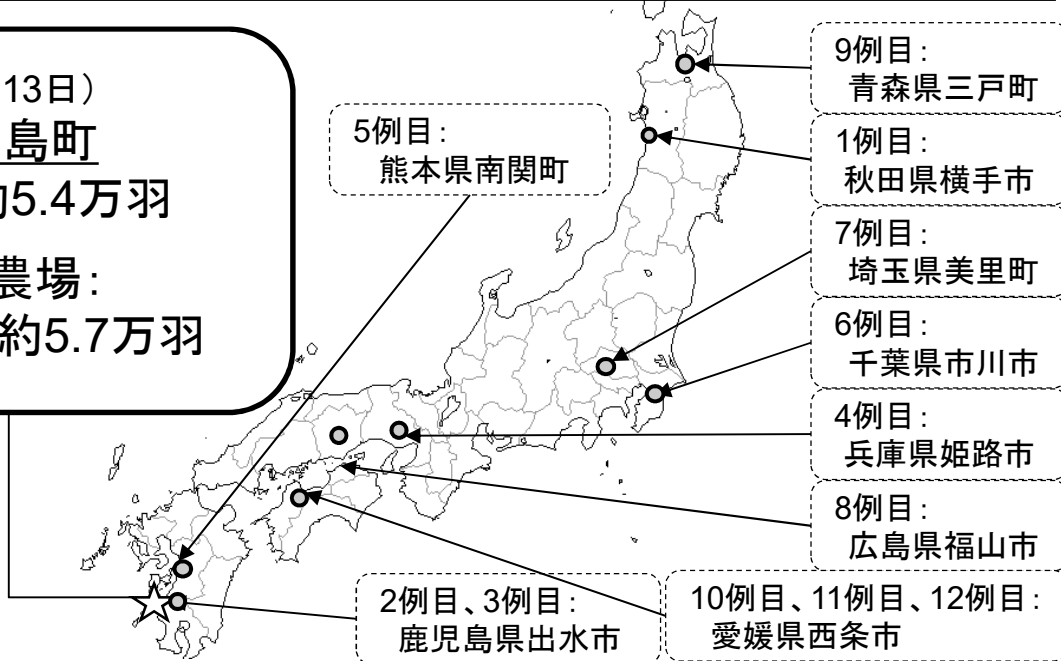 13日）
島町
5.4万羽
農場：
約5.7万羽
5例目：
熊本県南関町
9例目：
青森県三戸町
1例目：
秋田県横手市
7例目：
埼玉県美里町
6例目：
千葉県市川市
4例目：
兵庫県姫路市
8例目：
広島県福山市
2例目、3例目：
鹿児島県出水市
10例目、11例目、12例目：
愛媛県西条市